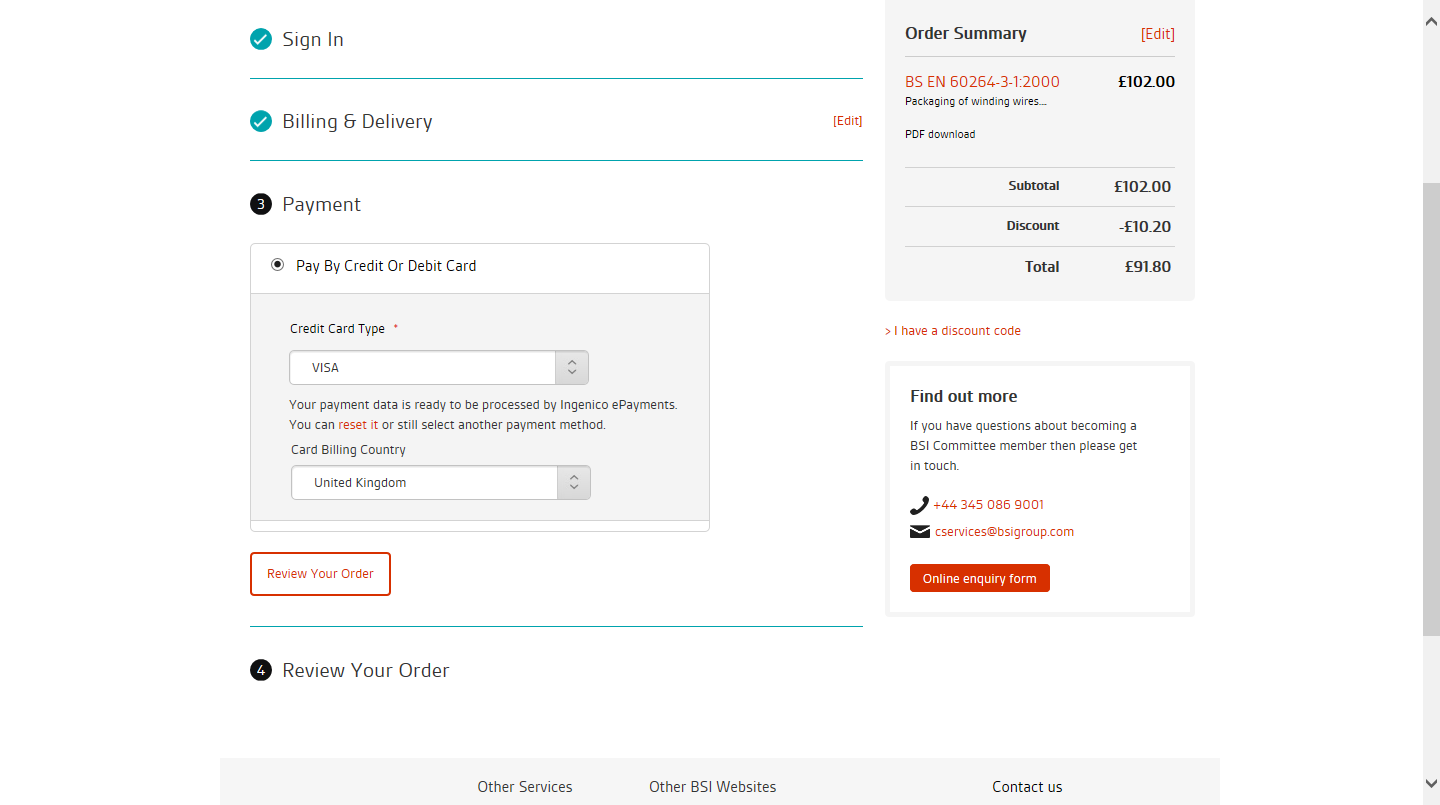 Sign In
Billing & Delivery
[Edit]
3 Payment
Pay By Credit Or Debit Card
Credit Card Type *
VISA
Your payment data is ready to be processed by Ingenico ePayments.
You can reset it or still select another payment method.
Card Billing Country
United Kingdom
Review Your Order
4 Review Your Order
Order Summary
[Edit]
BS EN 60264-3-1:2000 £102.00
Packaging of winding wires...
PDF download
Subtotal £102.00
Discount -£10.20
Total £91.80
> I have a discount code
Find out more
If you have questions about becoming a
BSI Committee member then please get
in touch.
+44 345 086 9001
cservices@bsigroup.com
Online enquiry form
Other Services Other BSI Websites Contact us